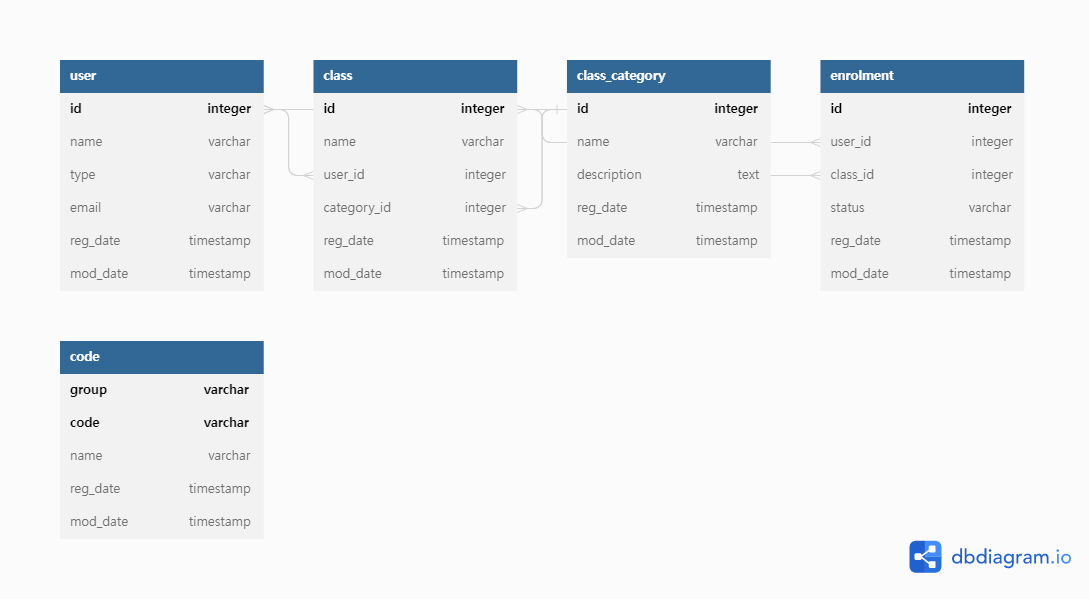 user
id integer
name varchar
type varchar
email varchar
reg_date timestamp
mod_date timestamp
class
id integer
name varchar
user_id integer
category_id integer
reg_date timestamp
mod_date timestamp
class_category
id integer
name varchar
description text
reg_date timestamp
mod_date timestamp
enrolment
id integer
user_id integer
class_id integer
status varchar
reg_date timestamp
mod_date timestamp
code
group varchar
code varchar
name varchar
reg_date timestamp
mod_date timestamp
dbdiagram.io